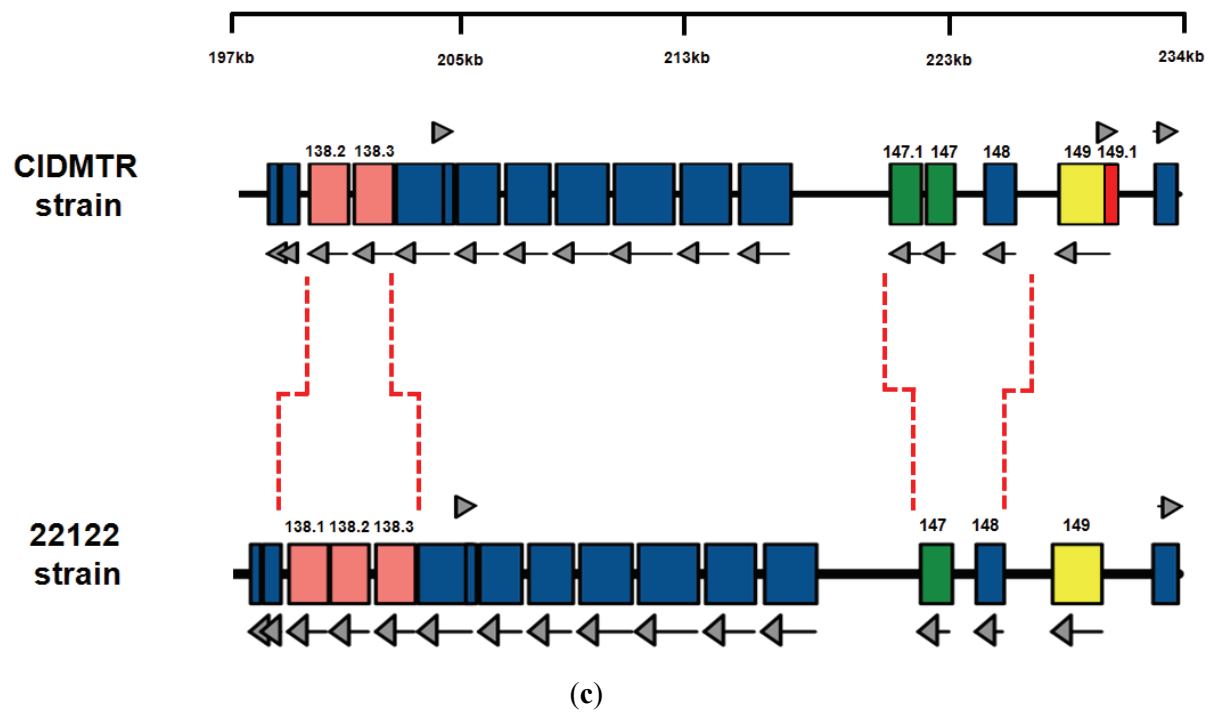 197kb 205kb 213kb 223kb 234kb
CIDMTR
strain
138.2 138.3 147.1 147 148 149 149.1
22122
strain
138.1 138.2 138.3 147 148 149
(c)